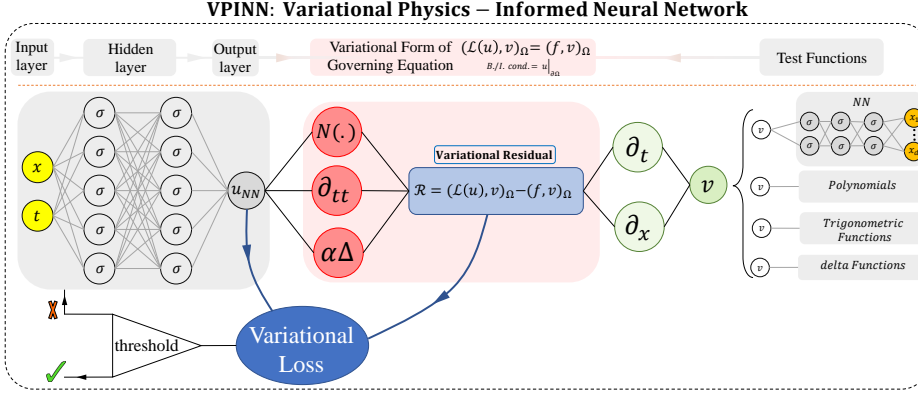 VPINN: Variational Physics − Informed Neural Network
Input layer
Hidden layer
Output layer
Variational Form of (ℒ(u), v)Ω= (f, v)Ω
Governing Equation B./I. cond.= u|∂Ω
Test Functions
x
t
σ σ
σ σ
σ σ
σ σ
σ σ
u_NN
N(.)
∂tt
αΔ
Variational Residual
ℛ = (ℒ(u), v)Ω−(f, v)Ω
∂t
∂x
v
NN
v
σ σ σ
σ σ σ
v
Polynomials
v
Trigonometric
Functions
v
delta Functions
X
threshold
Variational
Loss